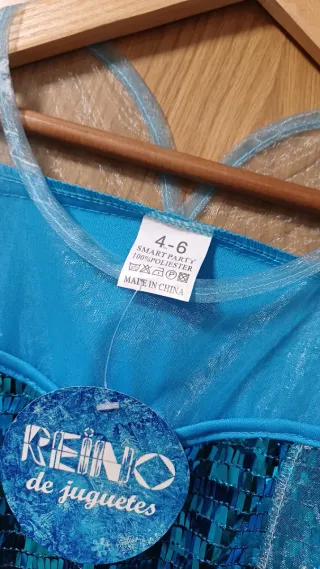 4-6
SMART PARTY
100%POLIESTER
MADE IN CHINA
REINO
de juguetes